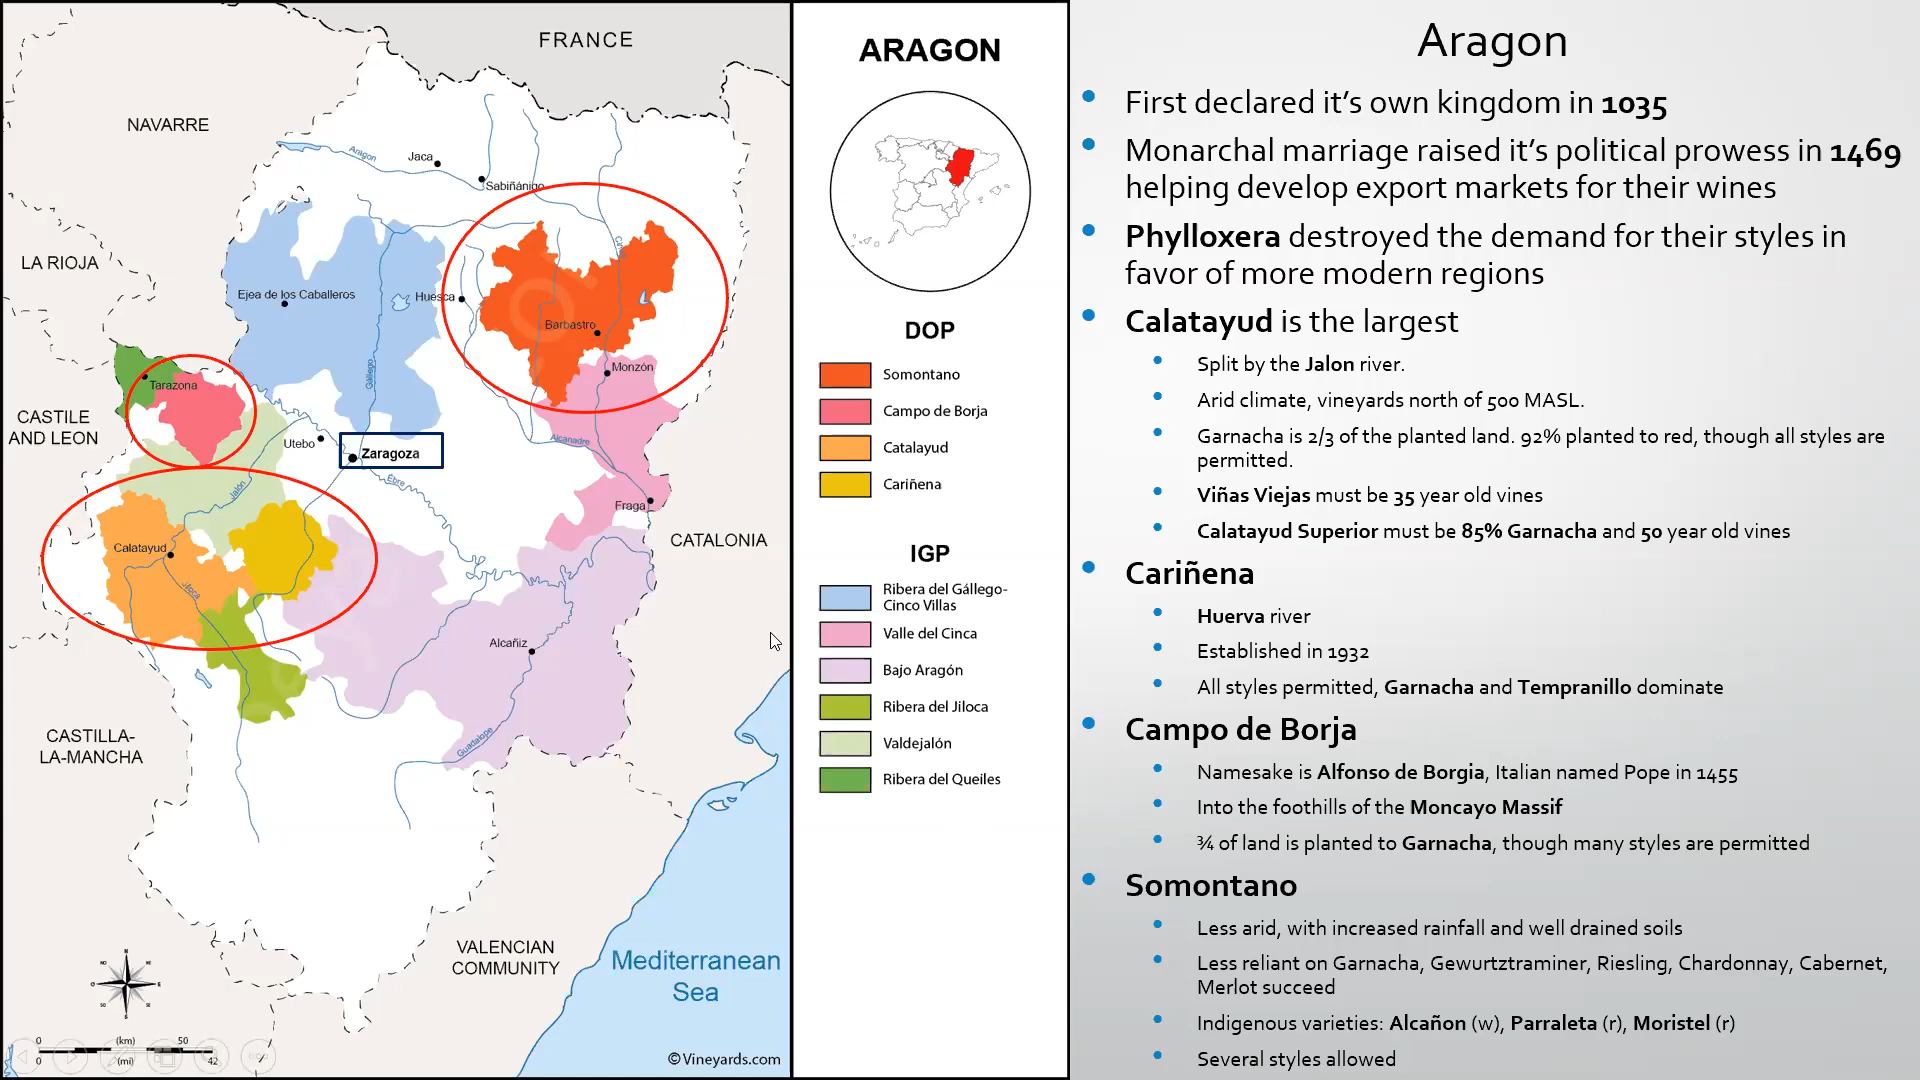 FRANCE
NAVARRE
Aragon
Jaca
Sabiñánigo
LA RIOJA
Cinca
Ejea de los Caballeros
Huesca
Barbastro
Gállego
Monzón
Tarazona
CASTILE
AND LEON
Utebo
Zaragoza
Alcanadre
Ebre
Jalón
Fraga
CATALONIA
Calatayud
Jiloca
Alcañiz
CASTILLA-
LA-MANCHA
Guadalope
VALENCIAN
COMMUNITY
Mediterranean
Sea
0 (km) 50
0 (mi) 42
©Vineyards.com
ARAGON
DOP
Somontano
Campo de Borja
Catalayud
Cariñena
IGP
Ribera del Gállego-
Cinco Villas
Valle del Cinca
Bajo Aragón
Ribera del Jiloca
Valdejalón
Ribera del Queiles
Aragon
• First declared it's own kingdom in 1035
• Monarchal marriage raised it's political prowess in 1469
helping develop export markets for their wines
• Phylloxera destroyed the demand for their styles in
favor of more modern regions
• Calatayud is the largest
• Split by the Jalon river.
• Arid climate, vineyards north of 500 MASL.
• Garnacha is 2/3 of the planted land. 92% planted to red, though all styles are
permitted.
• Viñas Viejas must be 35 year old vines
• Calatayud Superior must be 85% Garnacha and 50 year old vines
• Cariñena
• Huerva river
• Established in 1932
• All styles permitted, Garnacha and Tempranillo dominate
• Campo de Borja
• Namesake is Alfonso de Borgia, Italian named Pope in 1455
• Into the foothills of the Moncayo Massif
• ¾ of land is planted to Garnacha, though many styles are permitted
• Somontano
• Less arid, with increased rainfall and well drained soils
• Less reliant on Garnacha, Gewurtztraminer, Riesling, Chardonnay, Cabernet,
Merlot succeed
• Indigenous varieties: Alcañon (w), Parraleta (r), Moristel (r)
• Several styles allowed